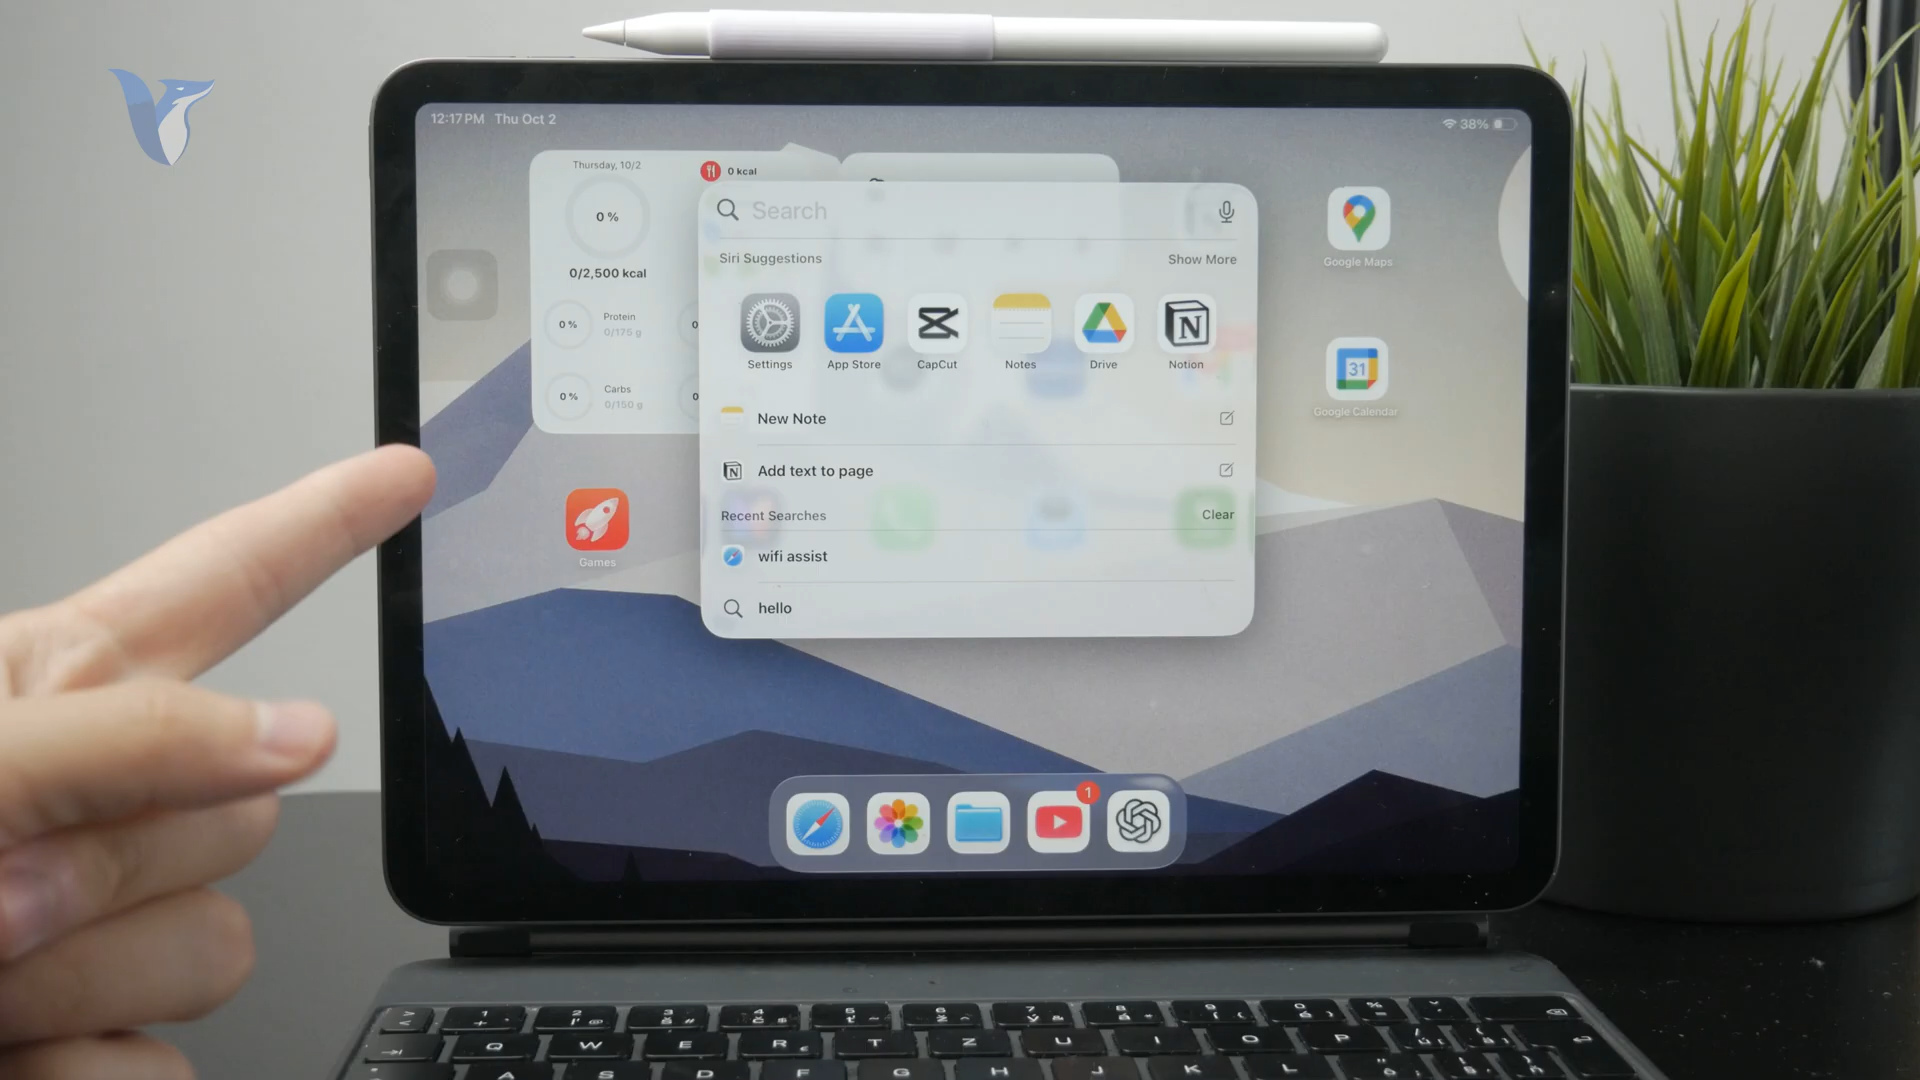 12:17 PM Thu Oct 2
38%
Thursday, 10/2
0 kcal
0 %
0/2,500 kcal
0 %
Protein
0/175 g
0 %
Carbs
0/150 g
Search
Siri Suggestions
Show More
Settings
App Store
CapCut
Notes
Drive
Notion
New Note
Add text to page
Recent Searches
Clear
wifi assist
hello
Google Maps
31
Google Calendar
Games
1
Q W E R T Z U I O P
A S D F G H J K L